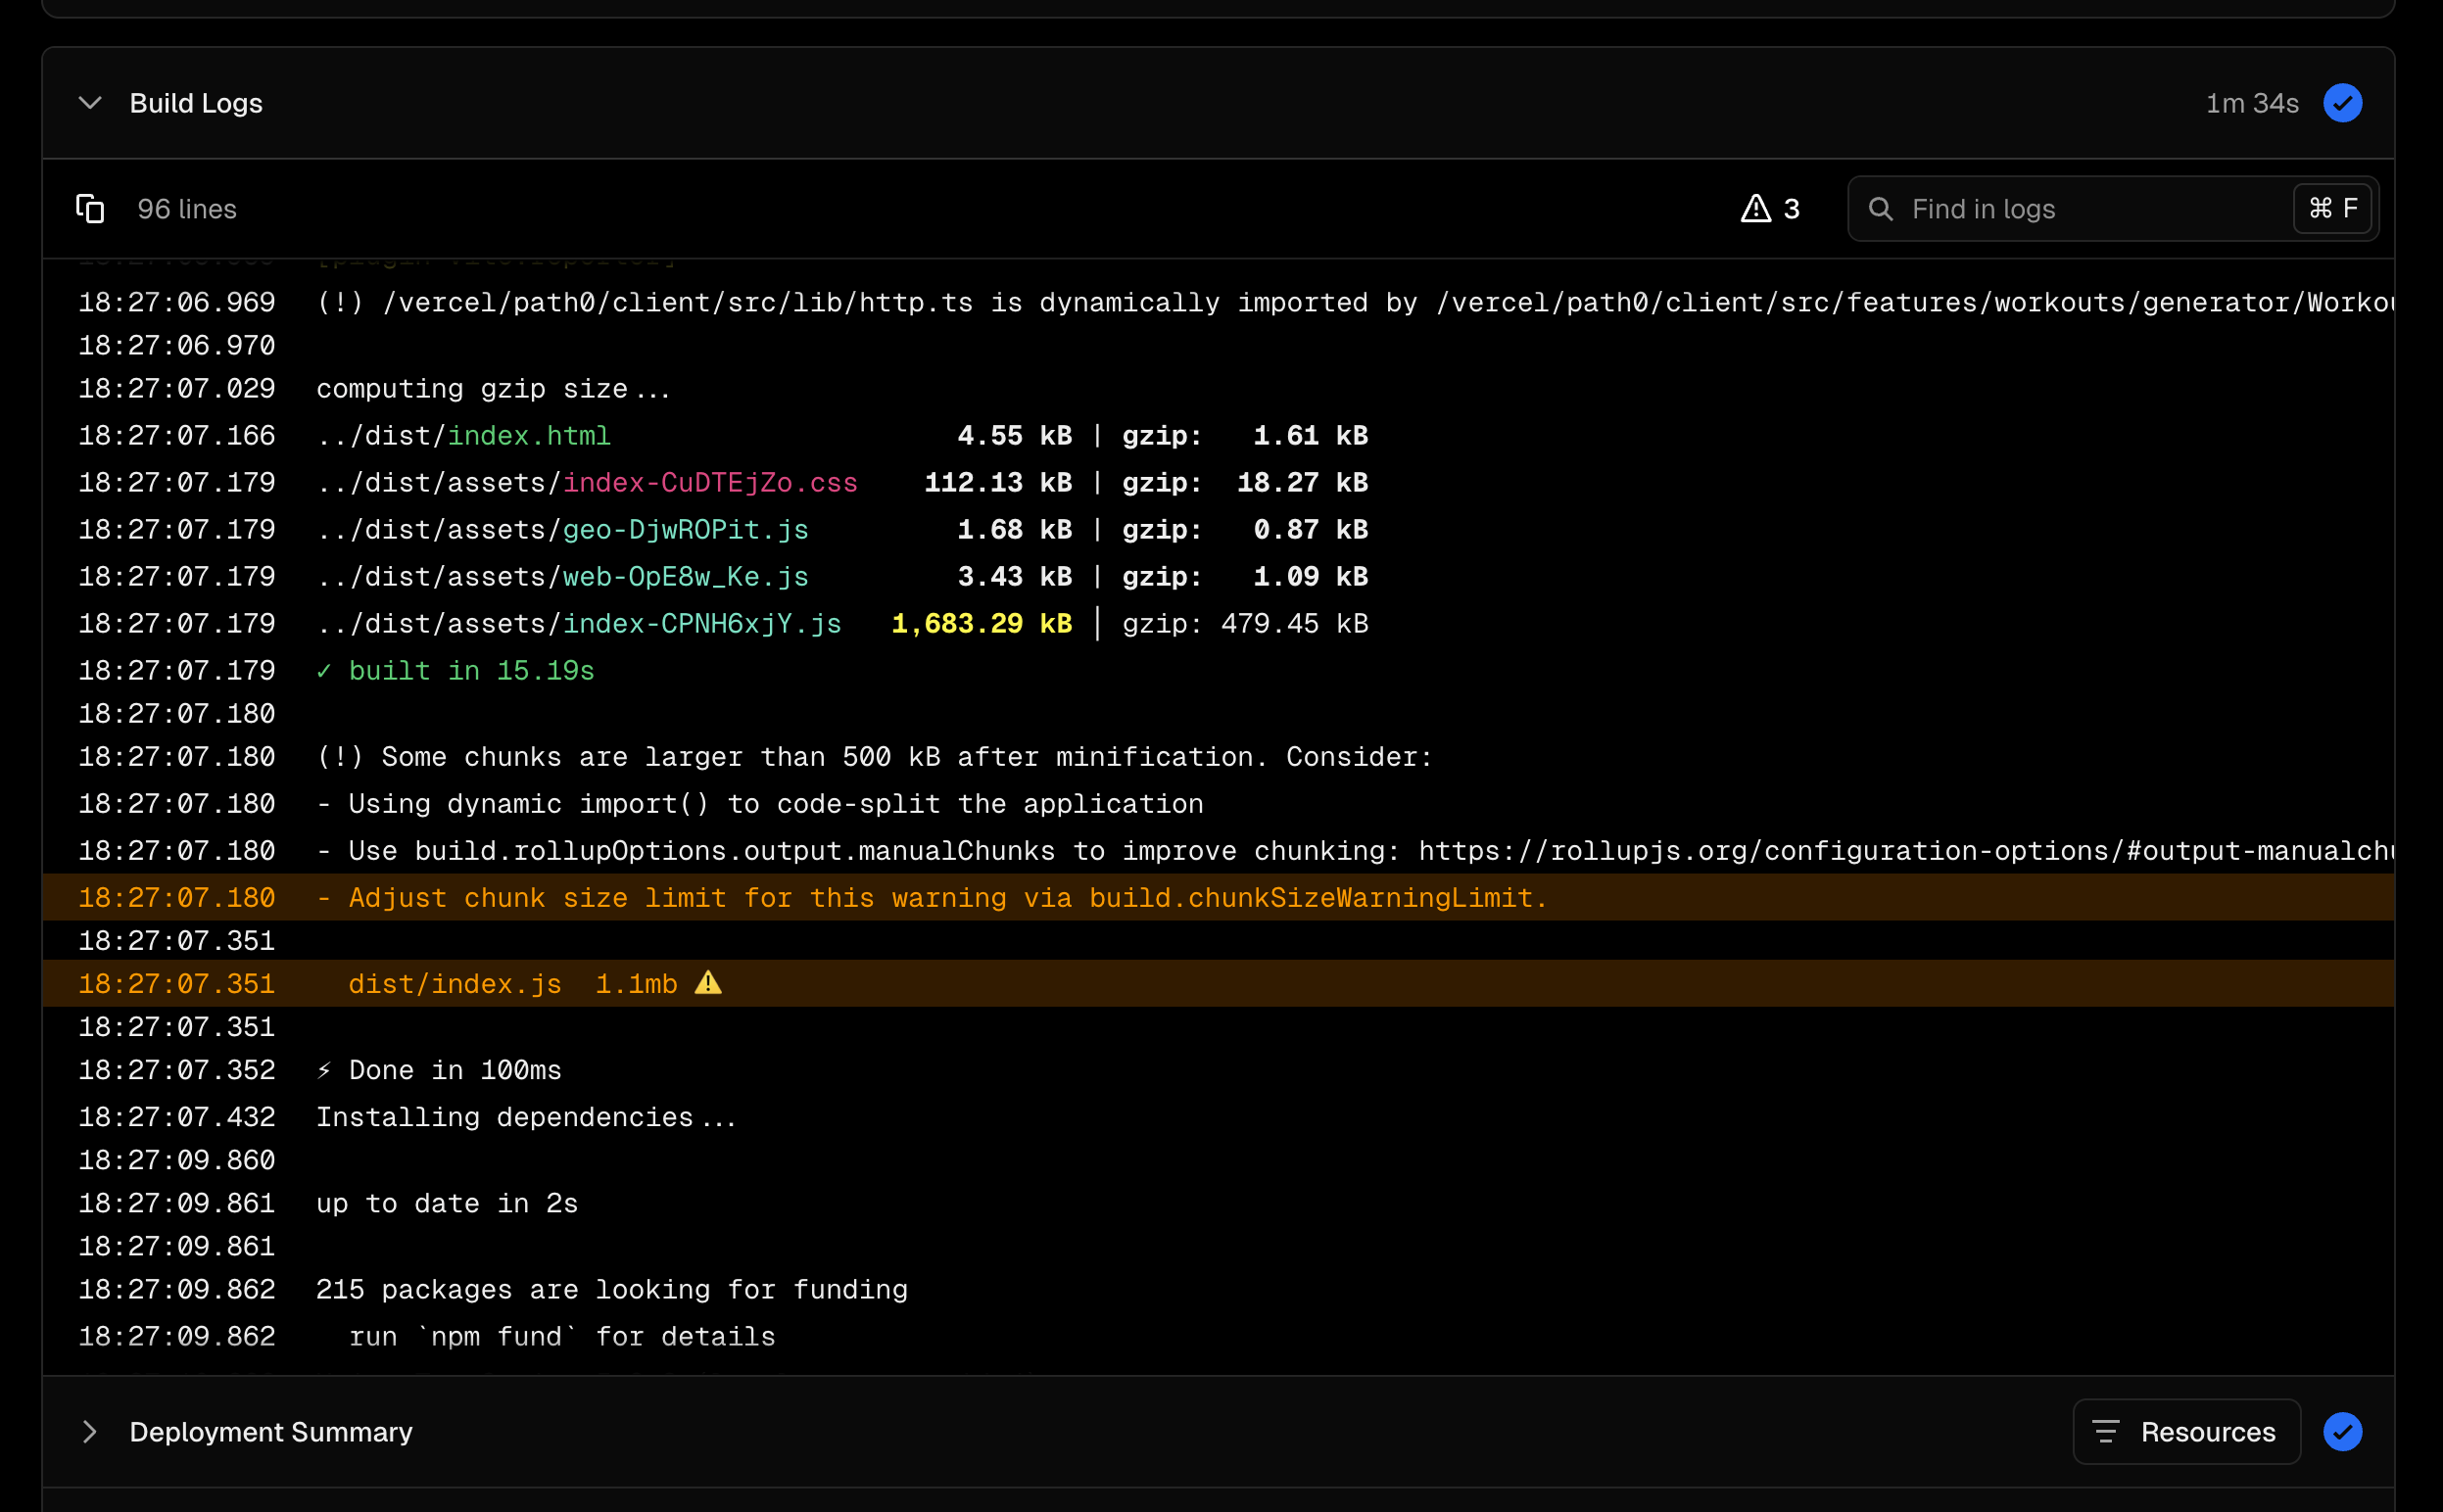 Build Logs 1m 34s
96 lines 3 Find in logs ⌘ F
18:27:06.969 (!) /vercel/path0/client/src/lib/http.ts is dynamically imported by /vercel/path0/client/src/features/workouts/generator/Workou
18:27:06.970
18:27:07.029 computing gzip size...
18:27:07.166 ../dist/index.html 4.55 kB | gzip: 1.61 kB
18:27:07.179 ../dist/assets/index-CuDTEjZo.css 112.13 kB | gzip: 18.27 kB
18:27:07.179 ../dist/assets/geo-DjwROPit.js 1.68 kB | gzip: 0.87 kB
18:27:07.179 ../dist/assets/web-OpE8w_Ke.js 3.43 kB | gzip: 1.09 kB
18:27:07.179 ../dist/assets/index-CPNH6xjY.js 1,683.29 kB │ gzip: 479.45 kB
18:27:07.179 ✓ built in 15.19s
18:27:07.180
18:27:07.180 (!) Some chunks are larger than 500 kB after minification. Consider:
18:27:07.180 - Using dynamic import() to code-split the application
18:27:07.180 - Use build.rollupOptions.output.manualChunks to improve chunking: https://rollupjs.org/configuration-options/#output-manualchu
18:27:07.180 - Adjust chunk size limit for this warning via build.chunkSizeWarningLimit.
18:27:07.351
18:27:07.351 dist/index.js 1.1mb ⚠️
18:27:07.351
18:27:07.352 ⚡ Done in 100ms
18:27:07.432 Installing dependencies...
18:27:09.860
18:27:09.861 up to date in 2s
18:27:09.861
18:27:09.862 215 packages are looking for funding
18:27:09.862 run `npm fund` for details
Deployment Summary Resources